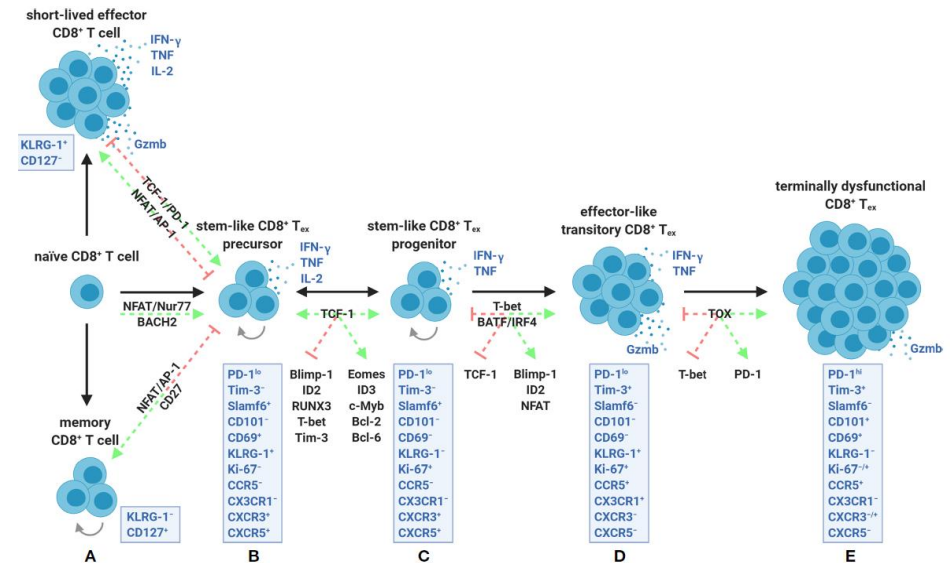 short-lived effector
CD8⁺ T cell
IFN-γ
TNF
IL-2
Gzmb
KLRG-1⁺
CD127⁻
TCF-1/PD-1
NFAT/AP-1
naïve CD8⁺ T cell
NFAT/Nur77
BACH2
NFAT/AP-1
CD27
memory
CD8⁺ T cell
KLRG-1⁻
CD127⁺
A
stem-like CD8⁺ Tₑₓ
precursor
IFN-γ
TNF
IL-2
TCF-1
Blimp-1
ID2
RUNX3
T-bet
Tim-3
Eomes
ID3
c-Myb
Bcl-2
Bcl-6
PD-1ˡᵒ
Tim-3⁻
Slamf6⁺
CD101⁻
CD69⁺
KLRG-1⁺
Ki-67⁻
CCR5⁻
CX3CR1⁻
CXCR3⁺
CXCR5⁺
B
stem-like CD8⁺ Tₑₓ
progenitor
IFN-γ
TNF
T-bet
BATF/IRF4
TCF-1
Blimp-1
ID2
NFAT
PD-1ˡᵒ
Tim-3⁻
Slamf6⁺
CD101⁻
CD69⁻
KLRG-1⁻
Ki-67⁺
CCR5⁻
CX3CR1⁻
CXCR3⁺
CXCR5⁺
C
effector-like
transitory CD8⁺ Tₑₓ
IFN-γ
TNF
Gzmb
TOX
T-bet
PD-1
PD-1ˡᵒ
Tim-3⁺
Slamf6⁻
CD101⁻
CD69⁻
KLRG-1⁺
Ki-67⁺
CCR5⁺
CX3CR1⁺
CXCR3⁻
CXCR5⁻
D
terminally dysfunctional
CD8⁺ Tₑₓ
Gzmb
PD-1ʰⁱ
Tim-3⁺
Slamf6⁻
CD101⁺
CD69⁺
KLRG-1⁻
Ki-67⁻/⁺
CCR5⁺
CX3CR1⁻
CXCR3⁻/⁺
CXCR5⁻
E